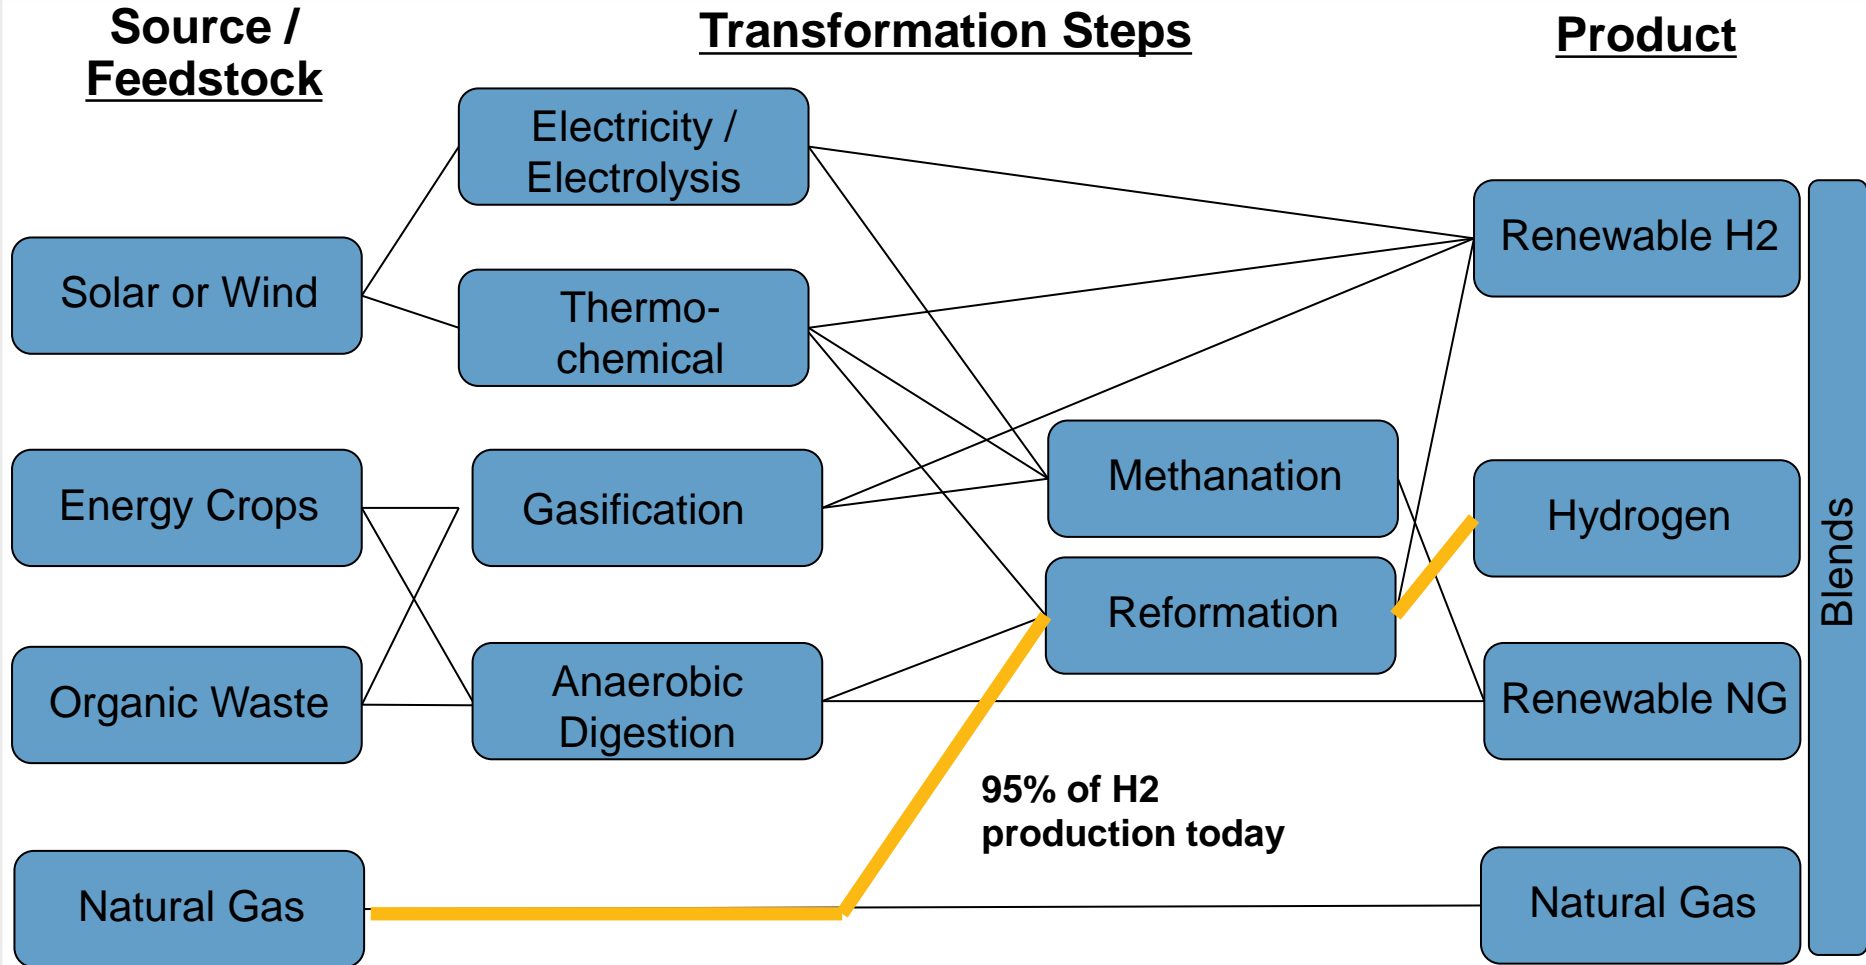 Source /
Feedstock
Transformation Steps
Product
Electricity /
Electrolysis
Solar or Wind
Thermo-
chemical
Renewable H2
Energy Crops
Gasification
Methanation
Hydrogen
Reformation
Organic Waste
Anaerobic
Digestion
Renewable NG
95% of H2
production today
Natural Gas
Natural Gas
Blends